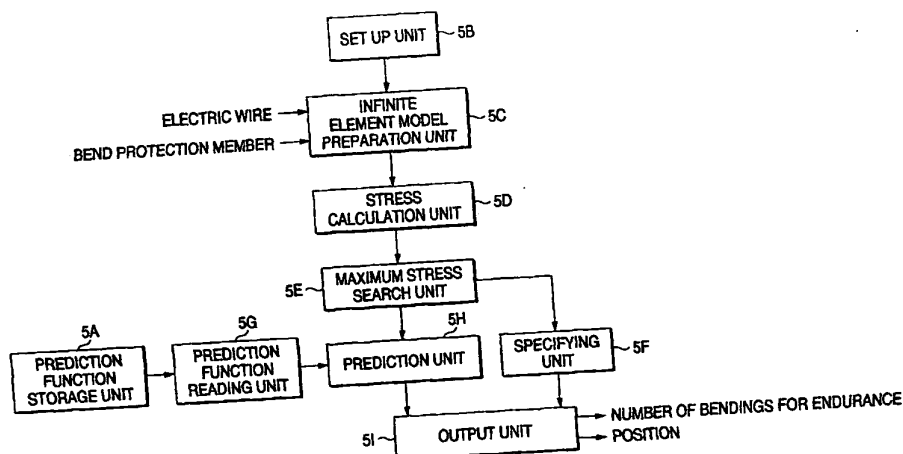 SET UP UNIT
5B
ELECTRIC WIRE
BEND PROTECTION MEMBER
INFINITE
ELEMENT MODEL
PREPARATION UNIT
5C
STRESS
CALCULATION UNIT
5D
5E
MAXIMUM STRESS
SEARCH UNIT
5A
PREDICTION
FUNCTION
STORAGE UNIT
5G
PREDICTION
FUNCTION
READING UNIT
5H
PREDICTION UNIT
SPECIFYING
UNIT
5F
5I
OUTPUT UNIT
NUMBER OF BENDINGS FOR ENDURANCE
POSITION